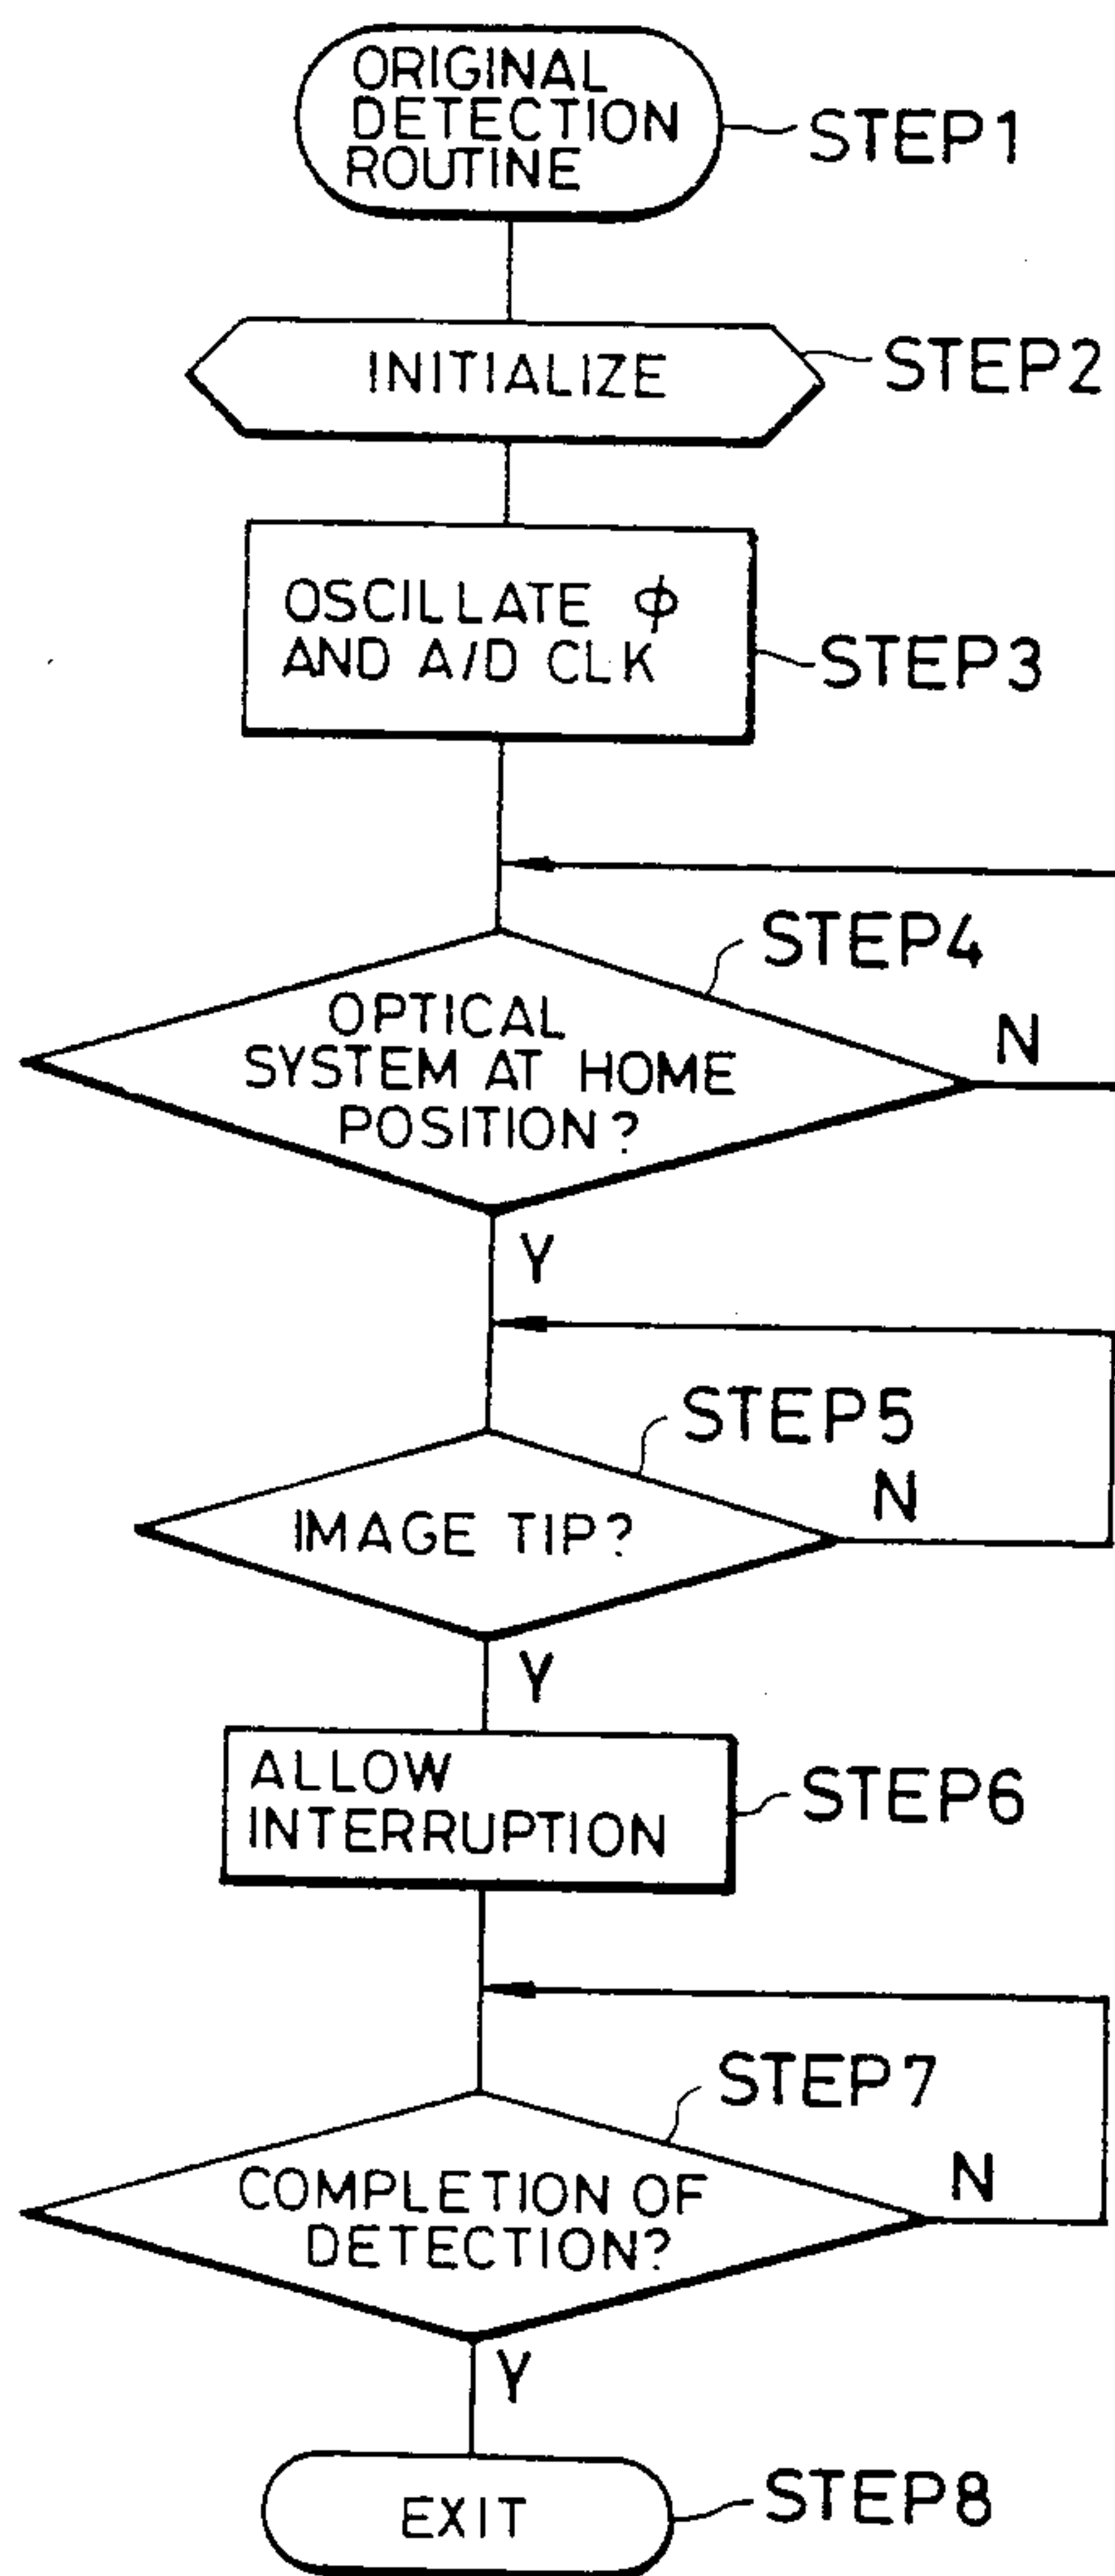 ORIGINAL
DETECTION
ROUTINE
STEP1
INITIALIZE
STEP2
OSCILLATE ϕ
AND A/D CLK
STEP3
STEP4
OPTICAL
SYSTEM AT HOME
POSITION?
N
Y
STEP5
IMAGE TIP?
N
Y
ALLOW
INTERRUPTION
STEP6
STEP7
COMPLETION OF
DETECTION?
N
Y
EXIT
STEP8